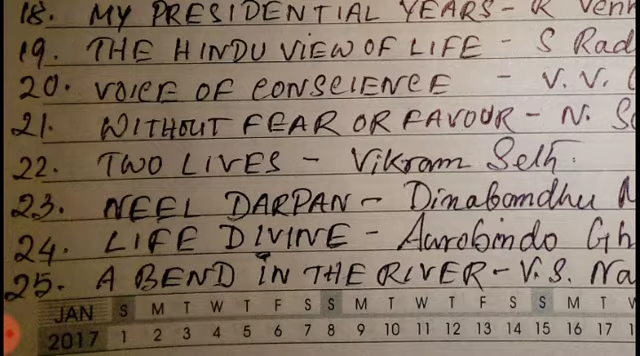 18. MY PRESIDENTIAL YEARS - R Venk
19. THE HINDU VIEW OF LIFE - S Rad
20. VOICE OF CONSCIENCE - V. V.
21. WITHOUT FEAR OR FAVOUR - N. S
22. TWO LIVES - Vikram Seth.
23. NEEL DARPAN - Dinabandhu
24. LIFE DIVINE - Aurobindo Gh
25. A BEND IN THE RIVER - V. S. Na
JAN S M T W T F S S M T W T F S S M T
2017 1 2 3 4 5 6 7 8 9 10 11 12 13 14 15 16 17